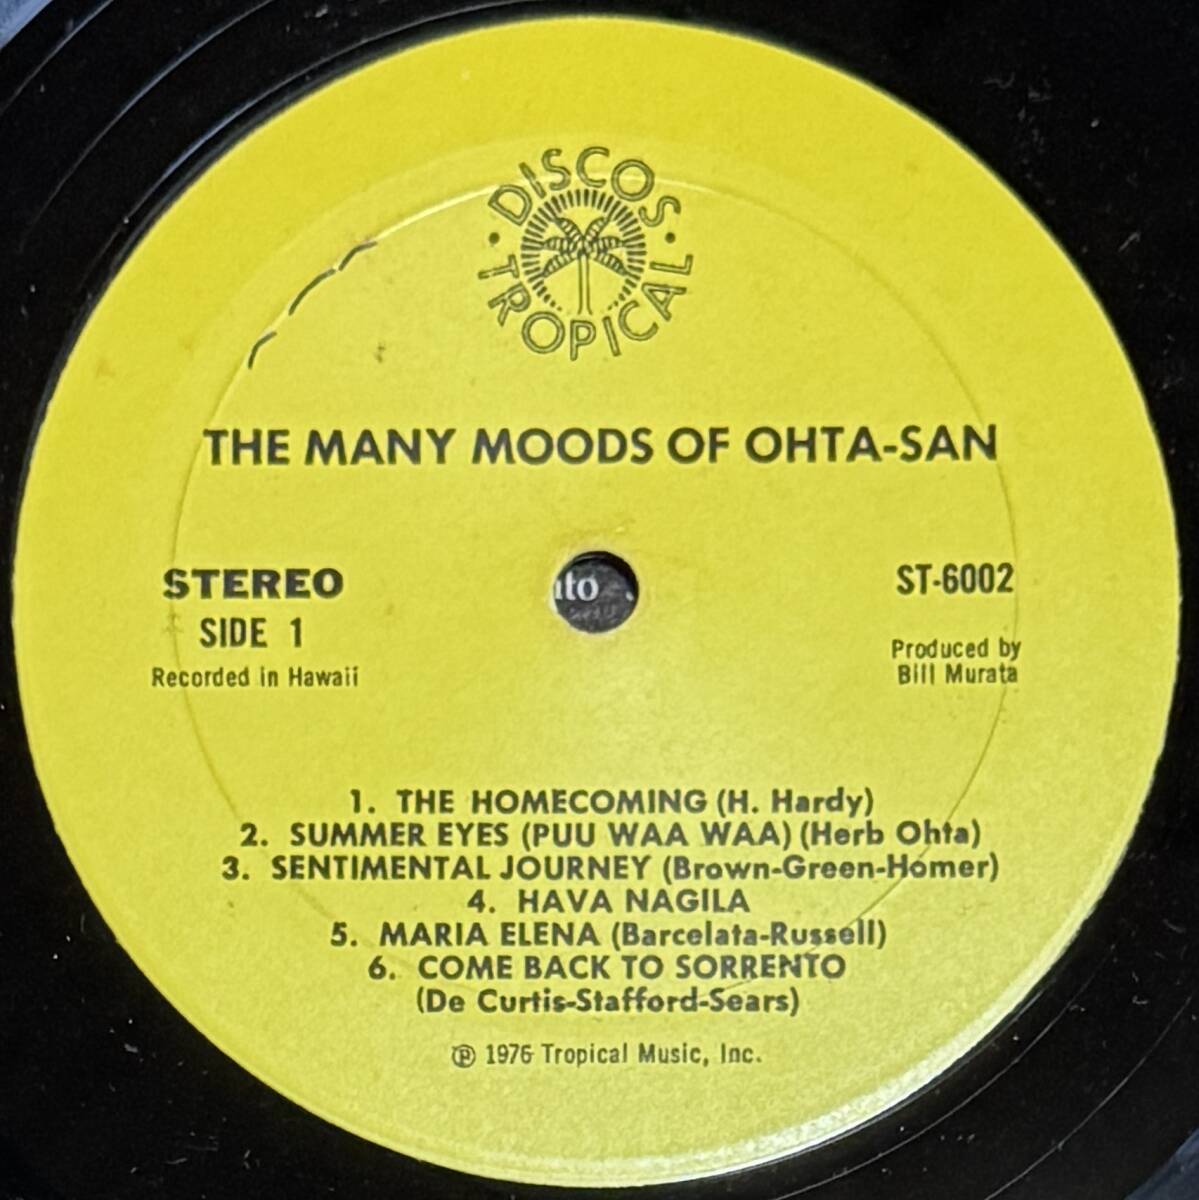 DISCOS
TROPICAL
THE MANY MOODS OF OHTA-SAN
STEREO
SIDE 1
Recorded in Hawaii
ito
ST-6002
Produced by
Bill Murata
1. THE HOMECOMING (H. Hardy)
2. SUMMER EYES (PUU WAA WAA) (Herb Ohta)
3. SENTIMENTAL JOURNEY (Brown-Green-Homer)
4. HAVA NAGILA
5. MARIA ELENA (Barcelata-Russell)
6. COME BACK TO SORRENTO
(De Curtis-Stafford-Sears)
℗ 1976 Tropical Music, Inc.